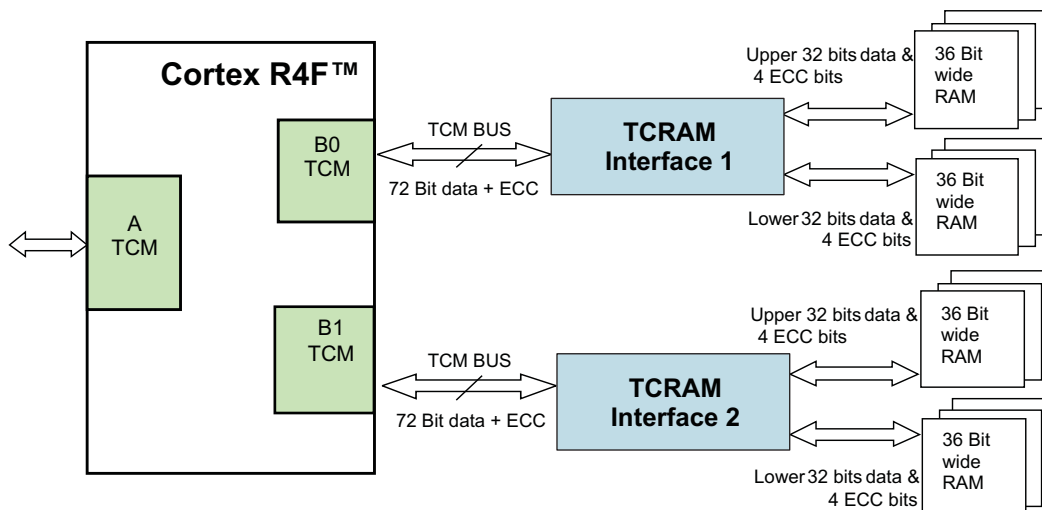 Cortex R4F™
A
TCM
B0
TCM
B1
TCM
TCM BUS
72 Bit data + ECC
TCRAM
Interface 1
Upper 32 bits data &
4 ECC bits
36 Bit
wide
RAM
36 Bit
wide
RAM
Lower 32 bits data &
4 ECC bits
TCM BUS
72 Bit data + ECC
TCRAM
Interface 2
Upper 32 bits data &
4 ECC bits
36 Bit
wide
RAM
36 Bit
wide
RAM
Lower 32 bits data &
4 ECC bits